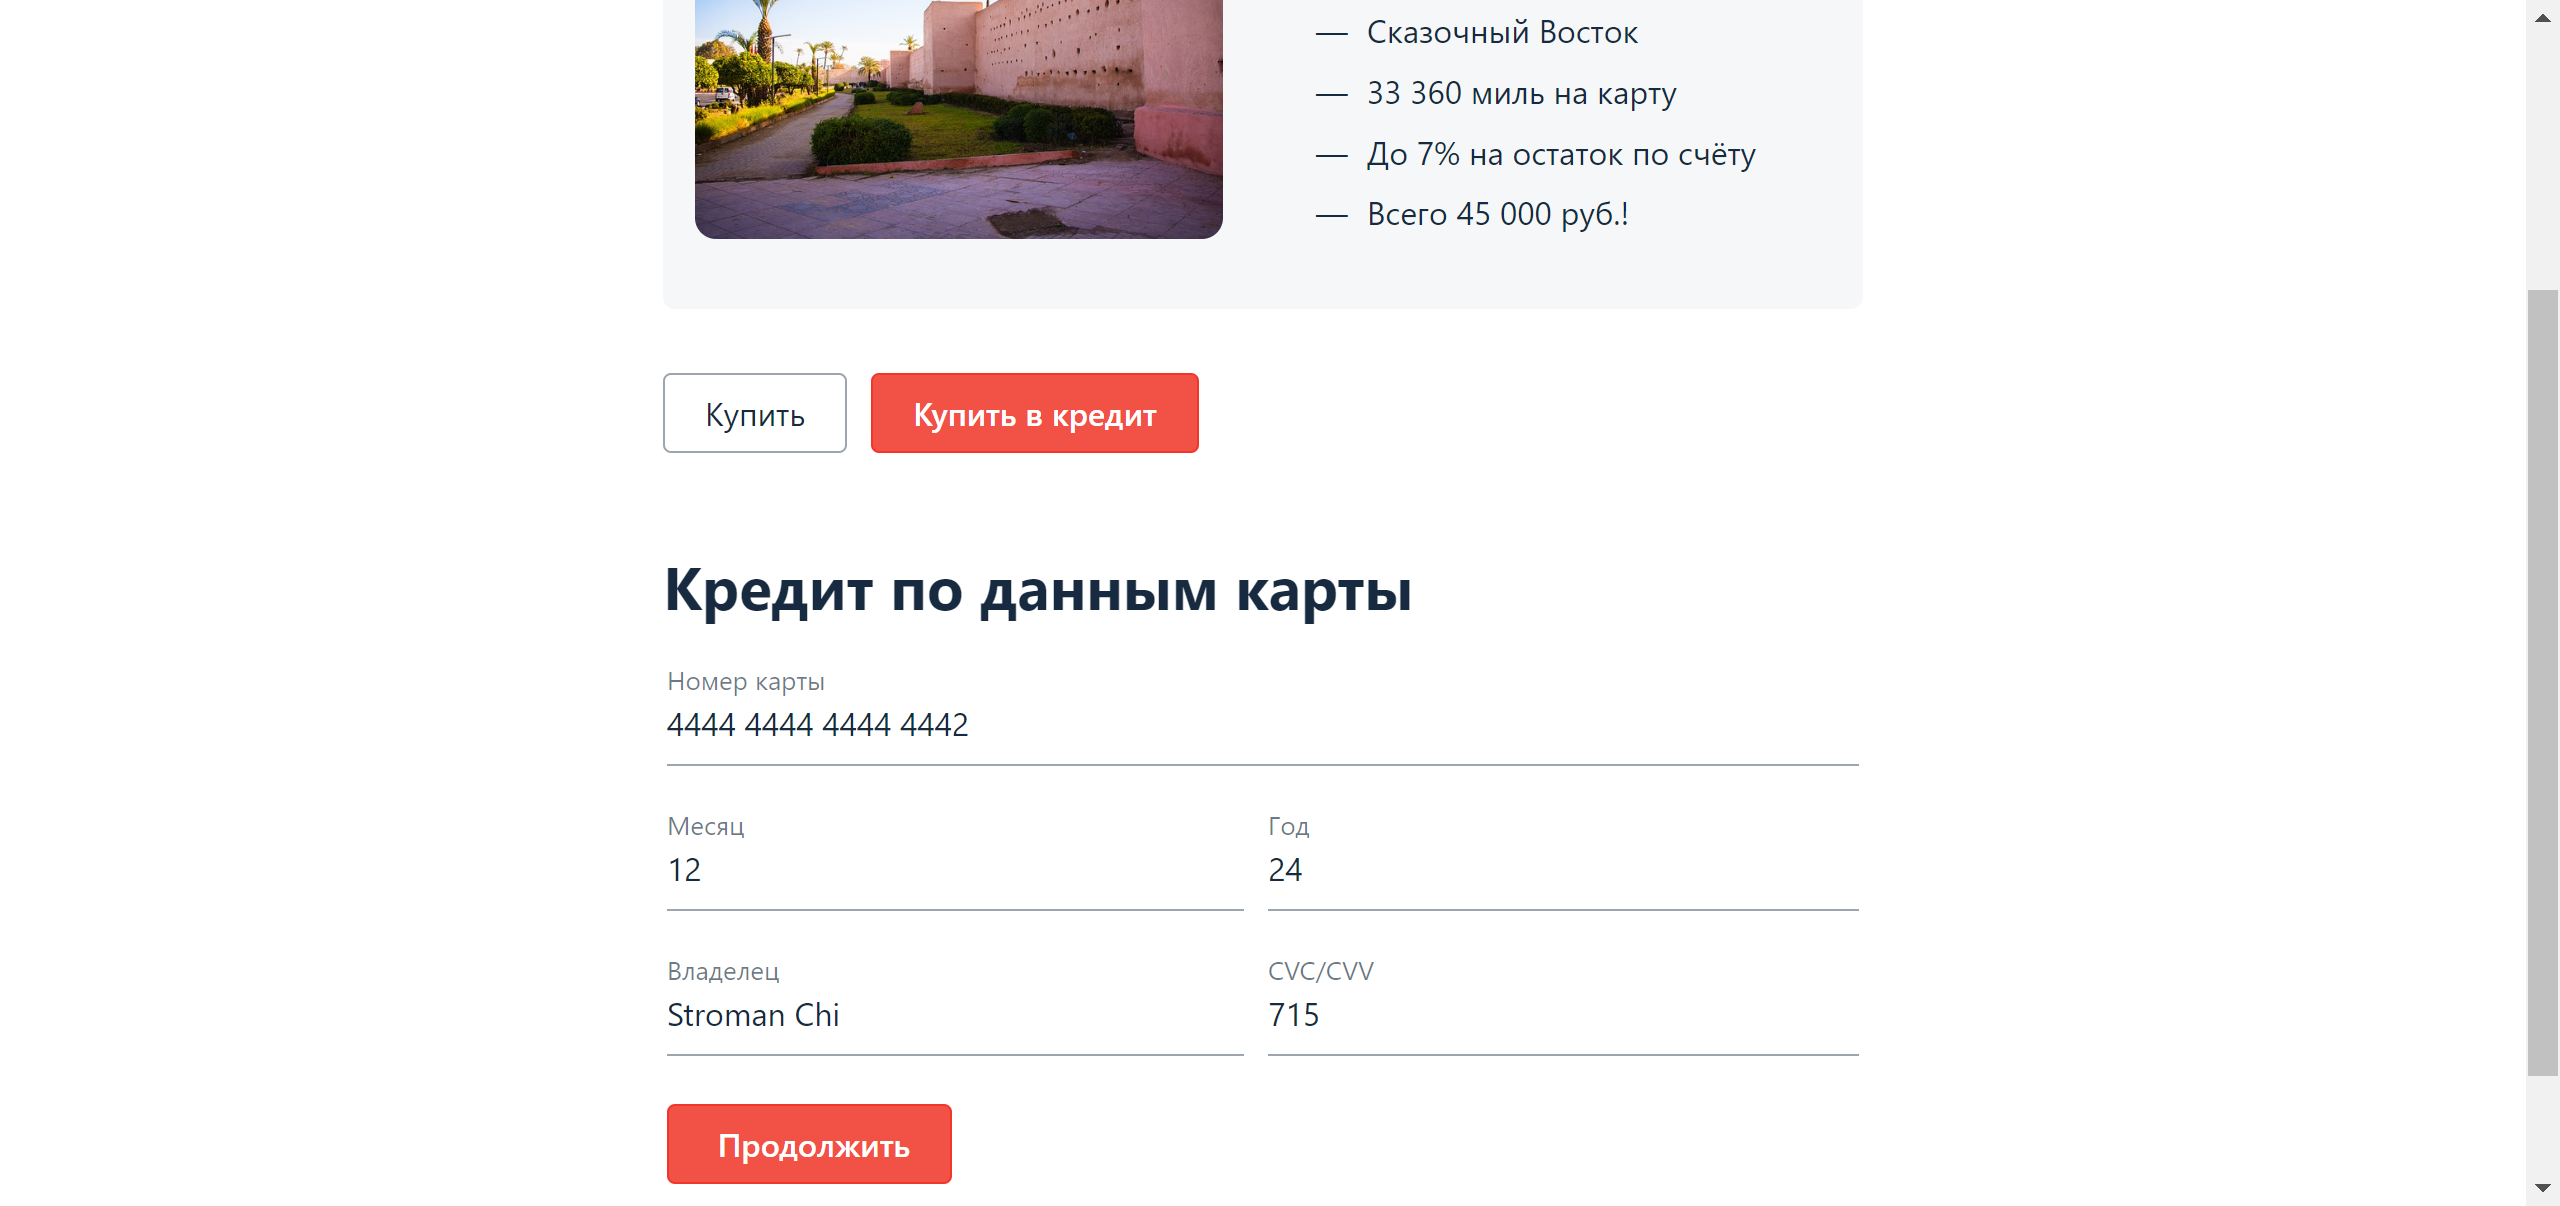 — Сказочный Восток
— 33 360 миль на карту
— До 7% на остаток по счёту
— Всего 45 000 руб.!
Купить Купить в кредит
Кредит по данным карты
Номер карты
4444 4444 4444 4442
Месяц Год
12 24
Владелец CVC/CVV
Stroman Chi 715
Продолжить